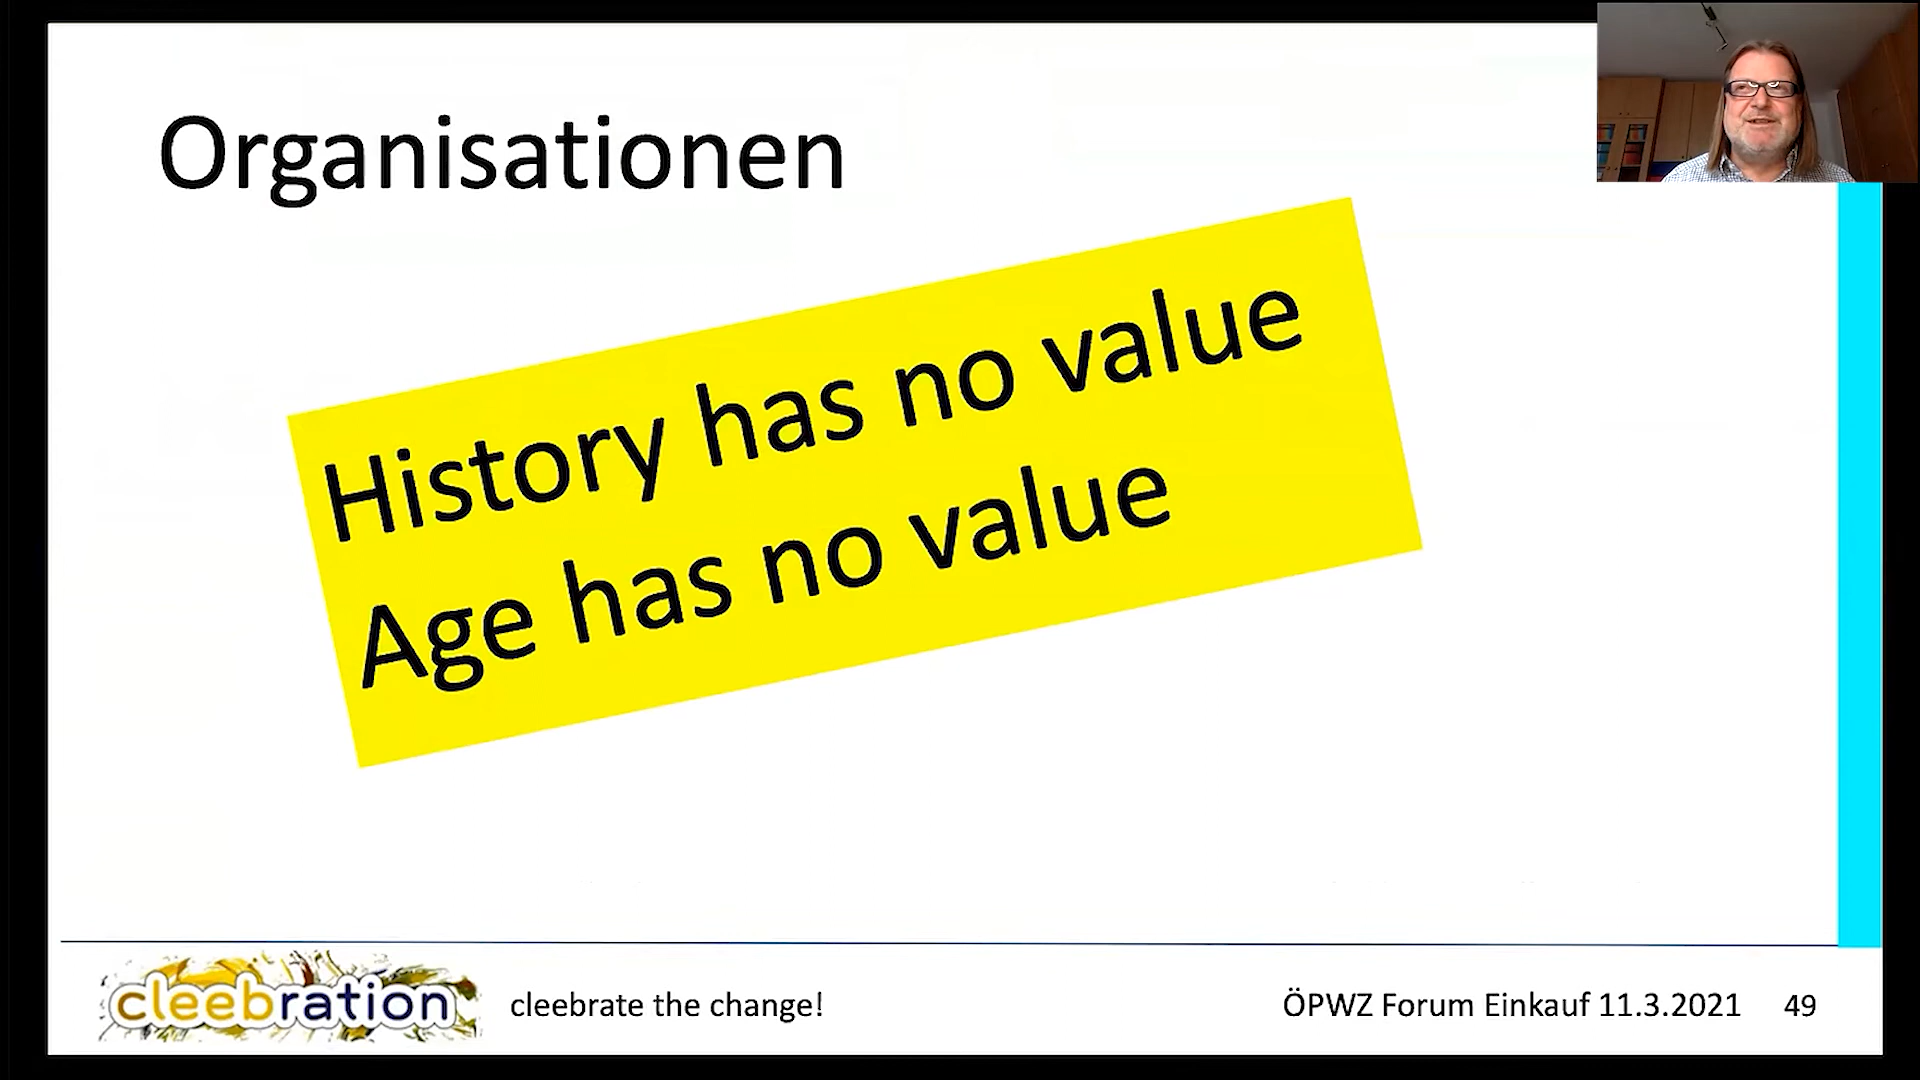 Organisationen
History has no value
Age has no value
cleebration
cleebrate the change!
ÖPWZ Forum Einkauf 11.3.2021
49